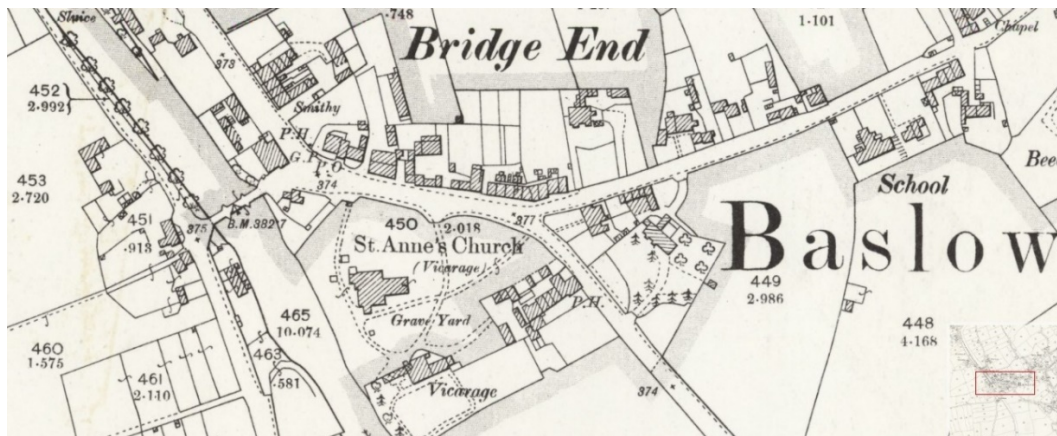 Sluice
·748
1·101
Chapel
Bridge End
373
452
2·992
Smithy
P.H.
453
2·720
374
School
451
·913
375
B.M.382·7
450
2·018
377
St. Anne's Church
(Vicarage)
Baslow
449
2·986
P.H.
465
10·074
Grave Yard
448
4·168
460
1·575
463
·581
461
2·110
Vicarage
374